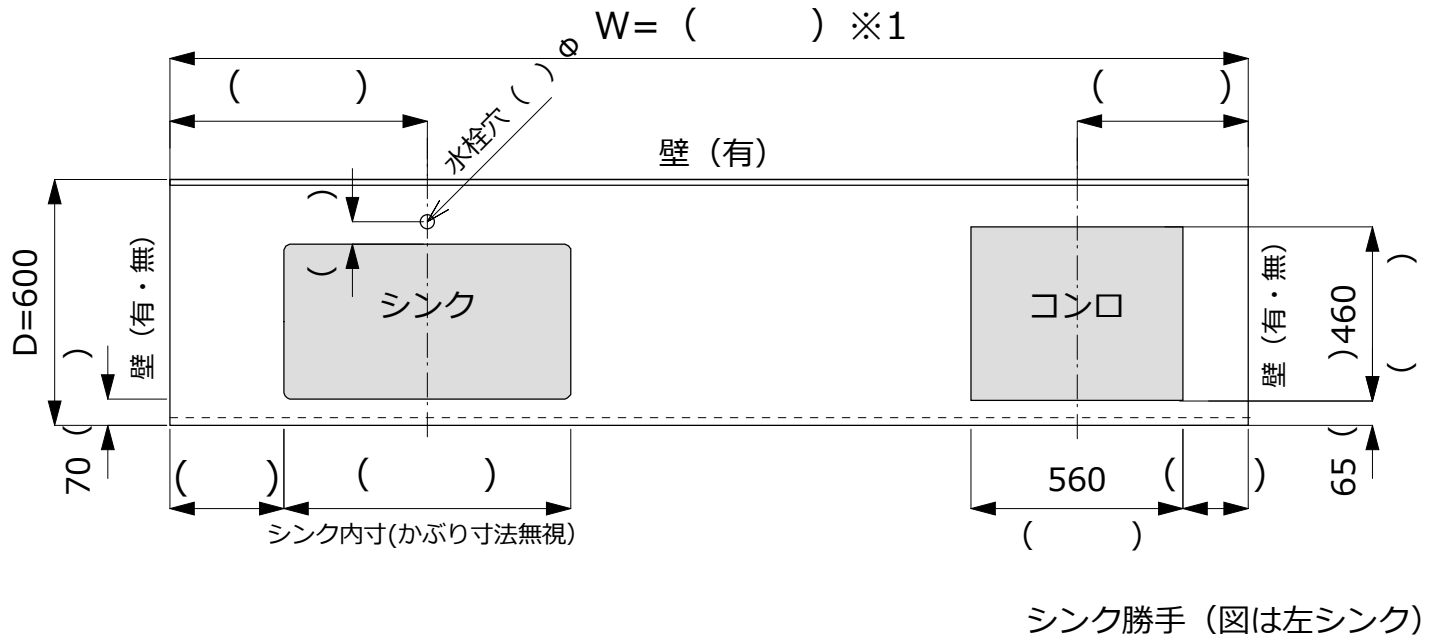 W=（　　　）※1
（　　　）
（　　　）
水栓穴（　）Φ
壁（有）
（　）
D=600
壁（有・無）
シンク
コンロ
壁（有・無）
460（　）
（　　　）
70（　　）
65（　　）
（　　　）
（　　　）
560
（　　　）
（　　　）
シンク内寸(かぶり寸法無視)
シンク勝手（図は左シンク）